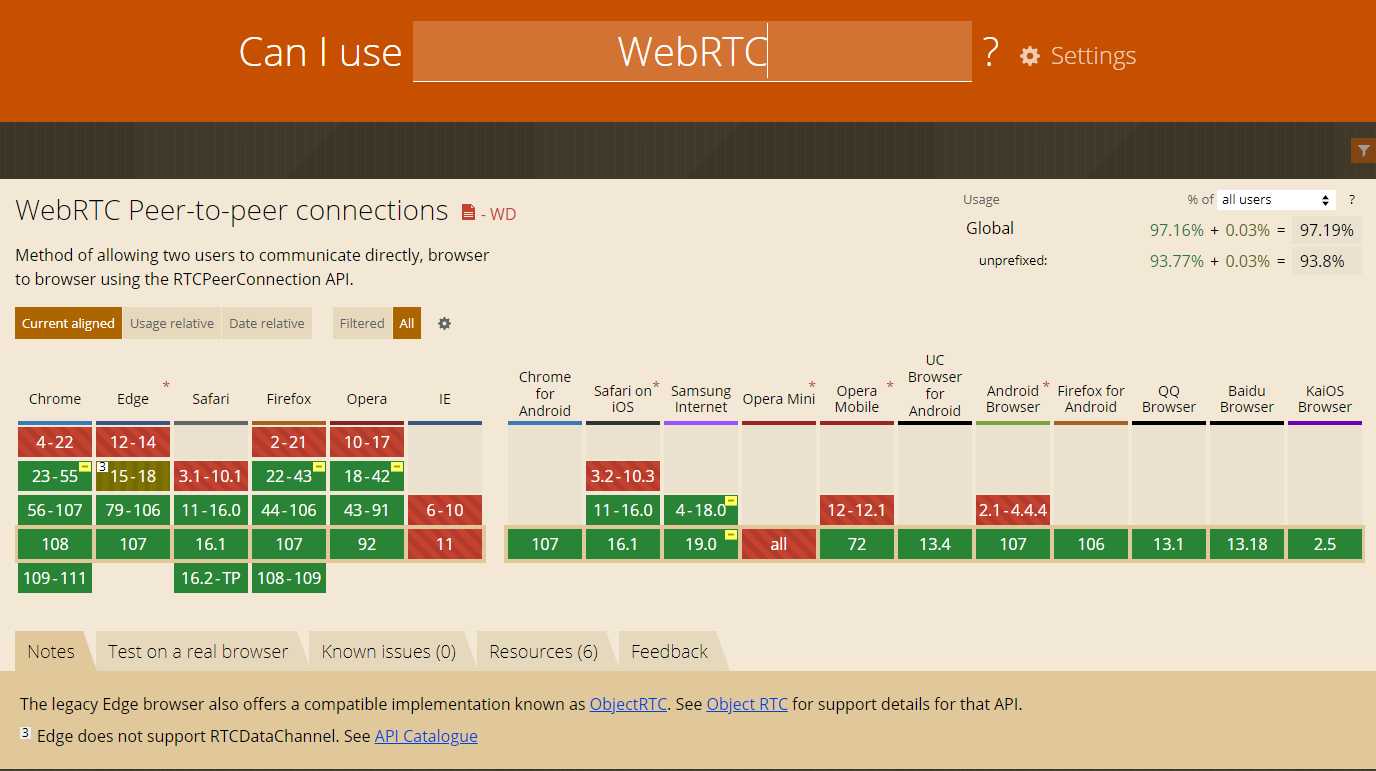 Can I use WebRTC ? Settings
WebRTC Peer-to-peer connections - WD
Method of allowing two users to communicate directly, browser
to browser using the RTCPeerConnection API.
Usage % of all users ?
Global 97.16% + 0.03% = 97.19%
unprefixed: 93.77% + 0.03% = 93.8%
Current aligned Usage relative Date relative Filtered All
Chrome Edge * Safari Firefox Opera IE
4-22 12-14 2-21 10-17
23-55 3 15-18 3.1-10.1 22-43 18-42
56-107 79-106 11-16.0 44-106 43-91 6-10
108 107 16.1 107 92 11
109-111 16.2-TP 108-109
Chrome
for
Android
Safari on *
iOS
Samsung
Internet
Opera Mini *
Opera *
Mobile
UC
Browser
for
Android
Android *
Browser
Firefox for
Android
QQ
Browser
Baidu
Browser
KaiOS
Browser
3.2-10.3
11-16.0 4-18.0 12-12.1 2.1-4.4.4
107 16.1 19.0 all 72 13.4 107 106 13.1 13.18 2.5
Notes Test on a real browser Known issues (0) Resources (6) Feedback
The legacy Edge browser also offers a compatible implementation known as ObjectRTC. See Object RTC for support details for that API.
3 Edge does not support RTCDataChannel. See API Catalogue